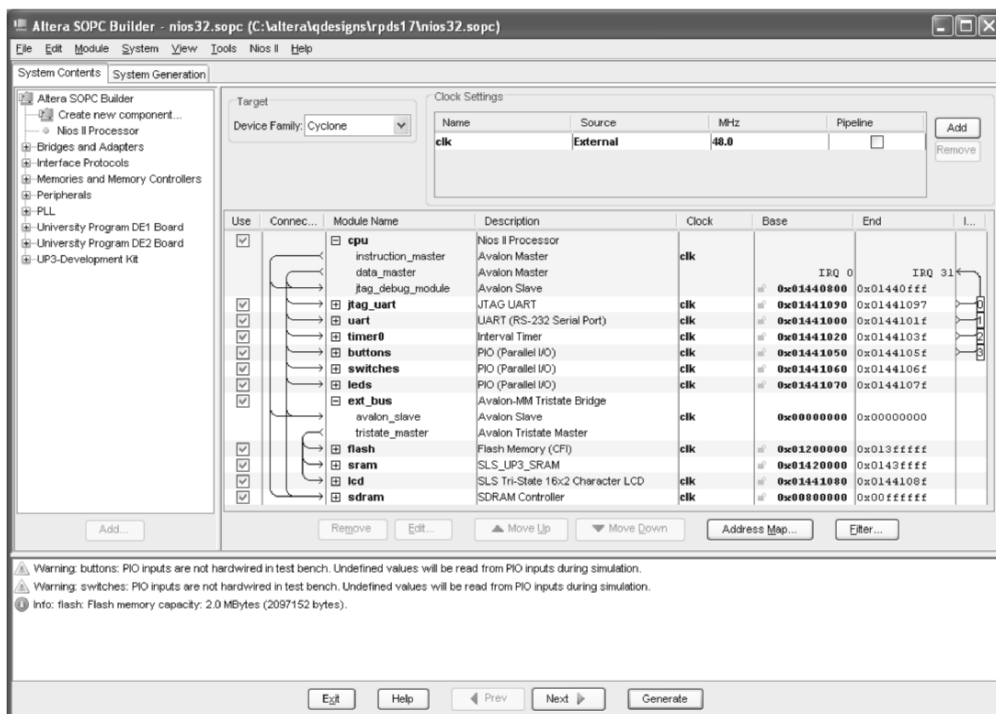 Altera SOPC Builder - nios32.sopc (C:\altera\qdesigns\rpds17\nios32.sopc)
File Edit Module System View Tools Nios II Help
System Contents System Generation
Altera SOPC Builder
Create new component...
Nios II Processor
Bridges and Adapters
Interface Protocols
Memories and Memory Controllers
Peripherals
PLL
University Program DE1 Board
University Program DE2 Board
UP3-Development Kit
Add...
Target
Device Family: Cyclone
Clock Settings
Name Source MHz Pipeline
clk External 48.0
Add
Remove
Use Connec... Module Name Description Clock Base End I...
cpu Nios II Processor
instruction_master Avalon Master clk
data_master Avalon Master IRQ 0 IRQ 31
jtag_debug_module Avalon Slave 0x01440800 0x01440fff
jtag_uart JTAG UART clk 0x01441090 0x01441097 0
uart UART (RS-232 Serial Port) clk 0x01441000 0x0144101f 1
timer0 Interval Timer clk 0x01441020 0x0144103f 2
buttons PIO (Parallel I/O) clk 0x01441050 0x0144105f 3
switches PIO (Parallel I/O) clk 0x01441060 0x0144106f
leds PIO (Parallel I/O) clk 0x01441070 0x0144107f
ext_bus Avalon-MM Tristate Bridge
avalon_slave Avalon Slave clk 0x00000000 0x00000000
tristate_master Avalon Tristate Master
flash Flash Memory (CFI) clk 0x01200000 0x013fffff
sram SLS_UP3_SRAM 0x01420000 0x0143ffff
lcd SLS Tri-State 16x2 Character LCD clk 0x01441080 0x0144108f
sdram SDRAM Controller clk 0x00800000 0x00ffffff
Remove Edit... Move Up Move Down Address Map... Filter...
Warning: buttons: PIO inputs are not hardwired in test bench. Undefined values will be read from PIO inputs during simulation.
Warning: switches: PIO inputs are not hardwired in test bench. Undefined values will be read from PIO inputs during simulation.
Info: flash: Flash memory capacity: 2.0 MBytes (2097152 bytes).
Exit Help Prev Next Generate